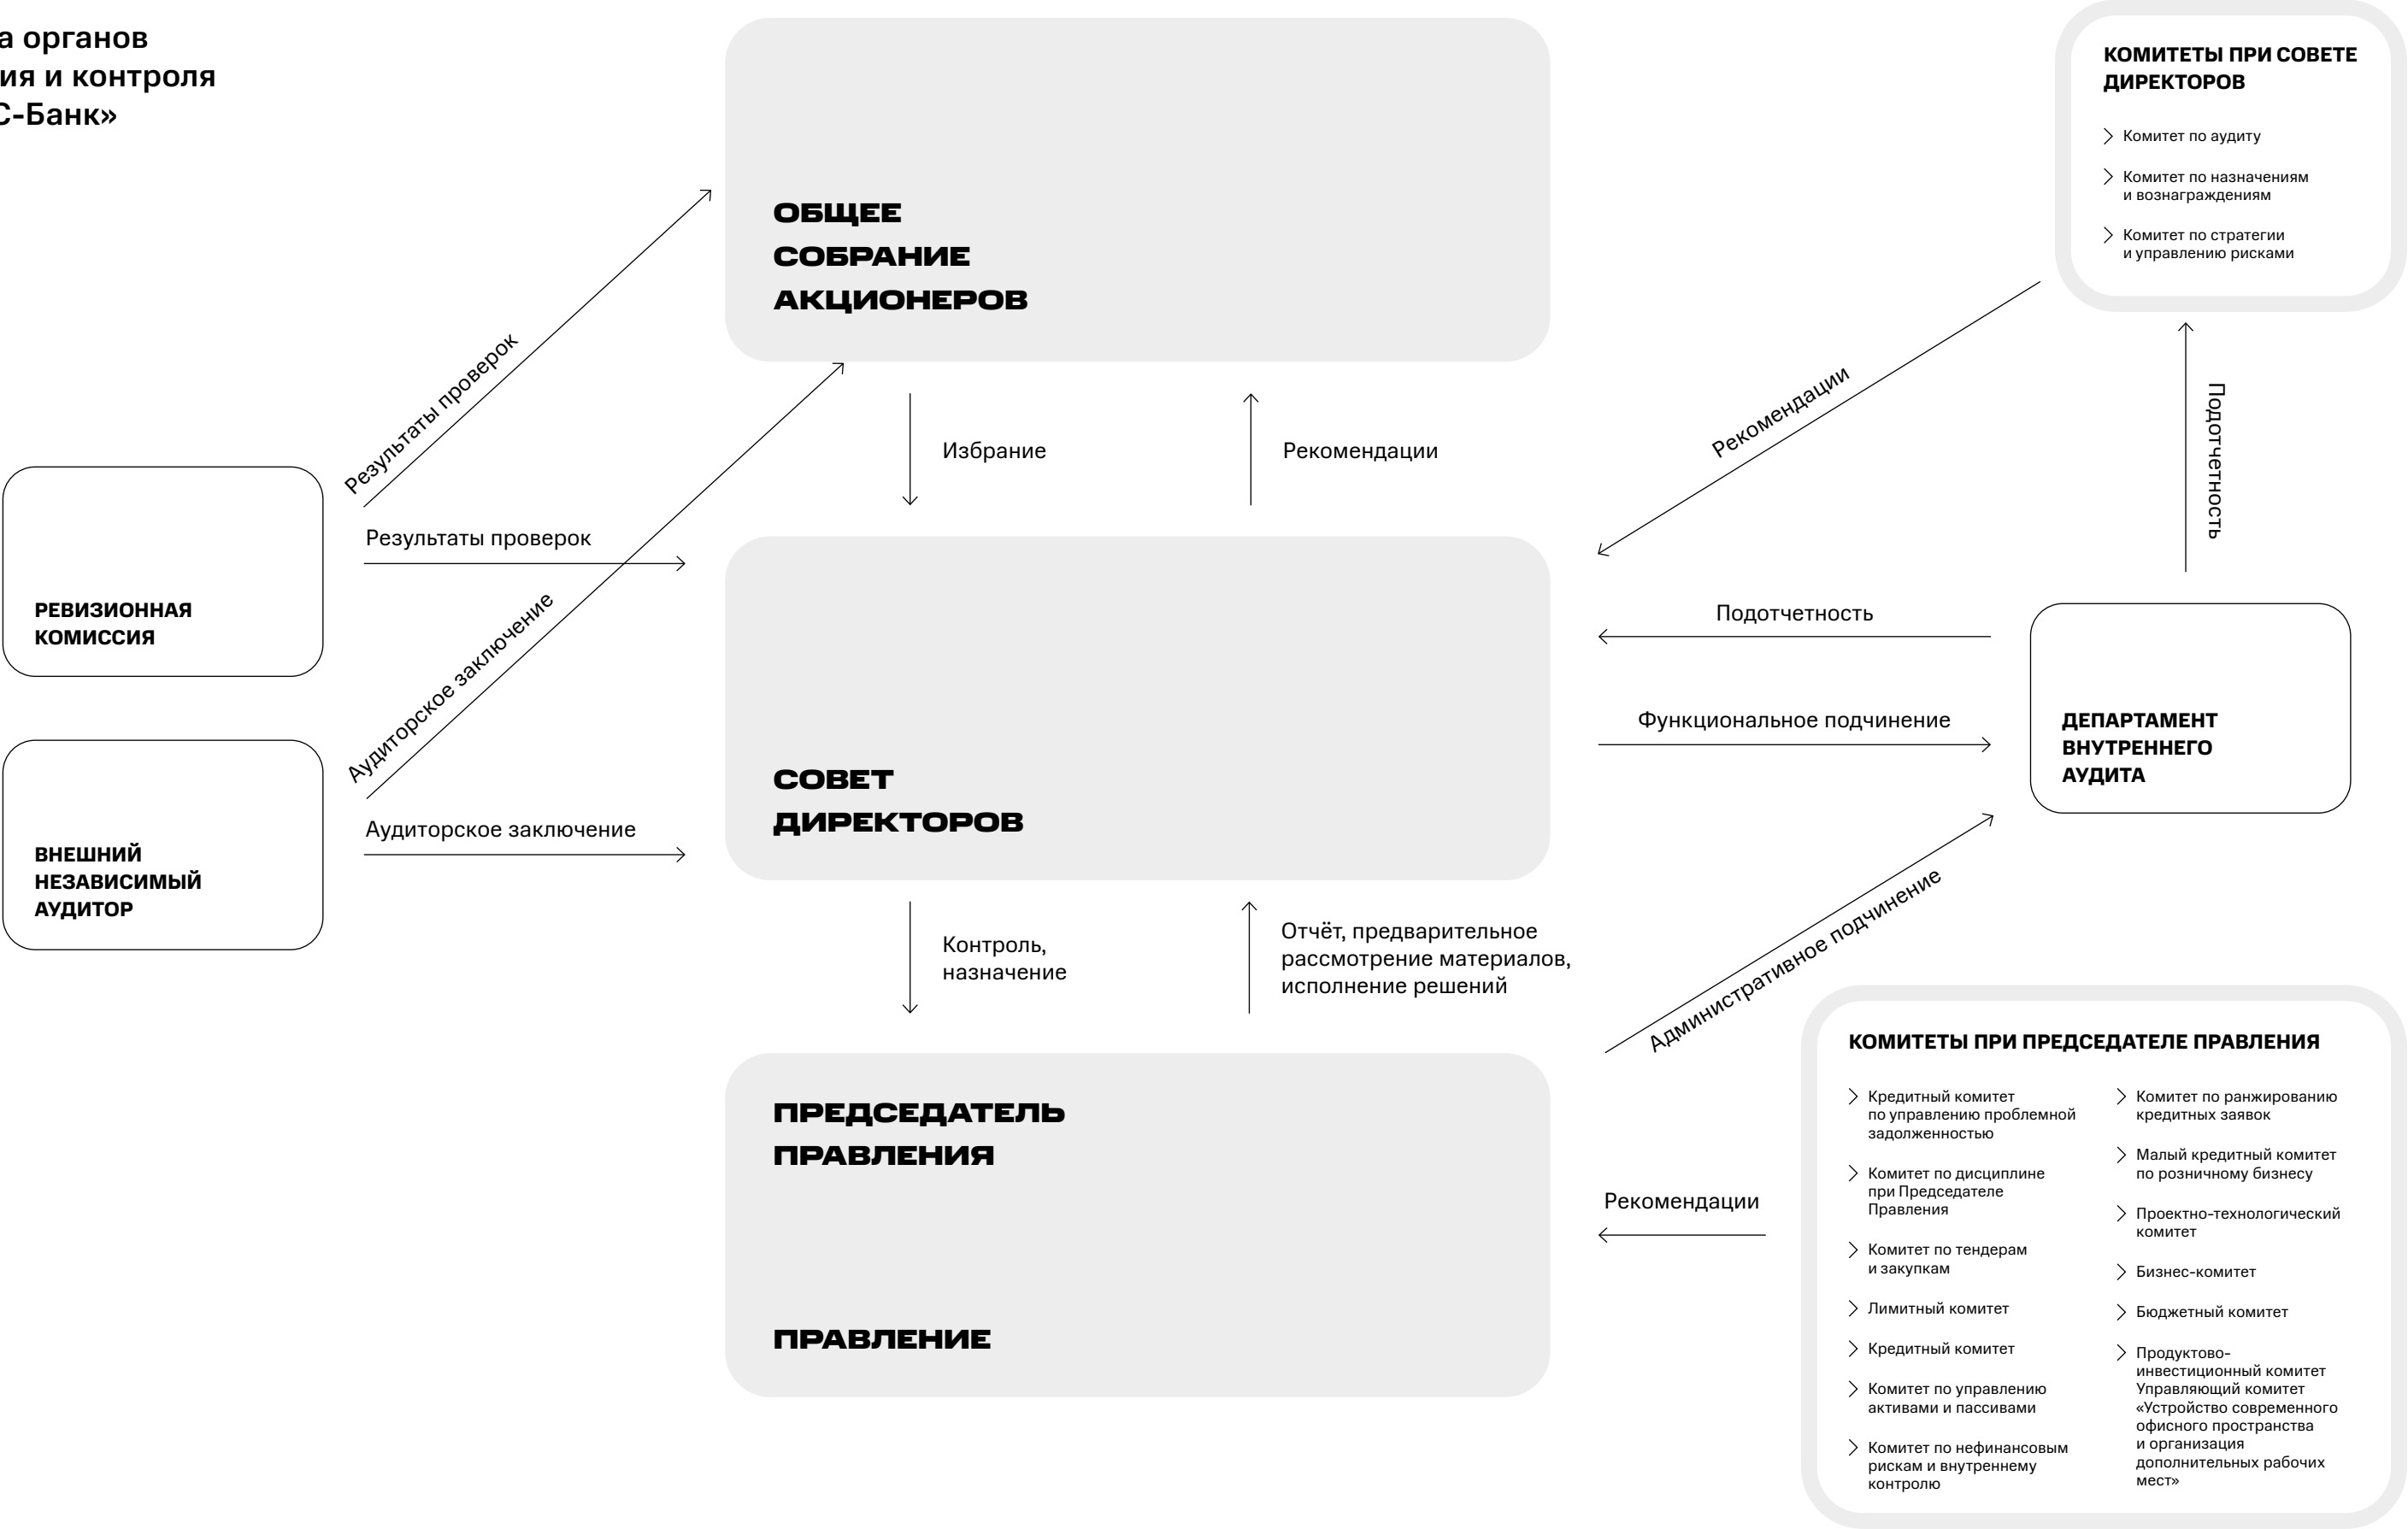 а органов
ия и контроля
С-Банк»
ОБЩЕЕ
СОБРАНИЕ
АКЦИОНЕРОВ
КОМИТЕТЫ ПРИ СОВЕТЕ
ДИРЕКТОРОВ
Комитет по аудиту
Комитет по назначениям
и вознаграждениям
Комитет по стратегии
и управлению рисками
Результаты проверок
Избрание
Рекомендации
Рекомендации
Подотчетность
РЕВИЗИОННАЯ
КОМИССИЯ
Результаты проверок
Аудиторское заключение
СОВЕТ
ДИРЕКТОРОВ
Подотчетность
Функциональное подчинение
ДЕПАРТАМЕНТ
ВНУТРЕННЕГО
АУДИТА
ВНЕШНИЙ
НЕЗАВИСИМЫЙ
АУДИТОР
Аудиторское заключение
Контроль,
назначение
Отчёт, предварительное
рассмотрение материалов,
исполнение решений
Административное подчинение
ПРЕДСЕДАТЕЛЬ
ПРАВЛЕНИЯ
ПРАВЛЕНИЕ
Рекомендации
КОМИТЕТЫ ПРИ ПРЕДСЕДАТЕЛЕ ПРАВЛЕНИЯ
Кредитный комитет
по управлению проблемной
задолженностью
Комитет по дисциплине
при Председателе
Правления
Комитет по тендерам
и закупкам
Лимитный комитет
Кредитный комитет
Комитет по управлению
активами и пассивами
Комитет по нефинансовым
рискам и внутреннему
контролю
Комитет по ранжированию
кредитных заявок
Малый кредитный комитет
по розничному бизнесу
Проектно-технологический
комитет
Бизнес-комитет
Бюджетный комитет
Продуктово-
инвестиционный комитет
Управляющий комитет
«Устройство современного
офисного пространства
и организация
дополнительных рабочих
мест»